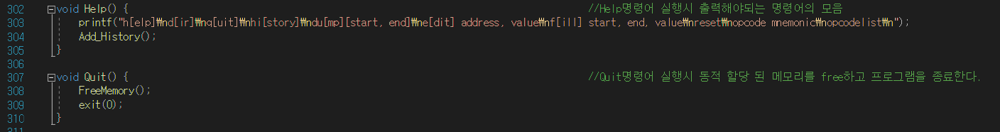 302 void Help() { //Help명령어 실행시 출력해야되는 명령어의 모음
303 printf("h[elp]₩nd[ir]₩nq[uit]₩nhi[story]₩ndu[mp][start, end]₩ne[dit] address, value₩nf[ill] start, end, value₩nreset₩nopcode mnemonic₩nopcodelist₩n");
304 Add_History();
305 }
306
307 void Quit() { //Quit명령어 실행시 동적 할당 된 메모리를 free하고 프로그램을 종료한다.
308 FreeMemory();
309 exit(0);
310 }
311